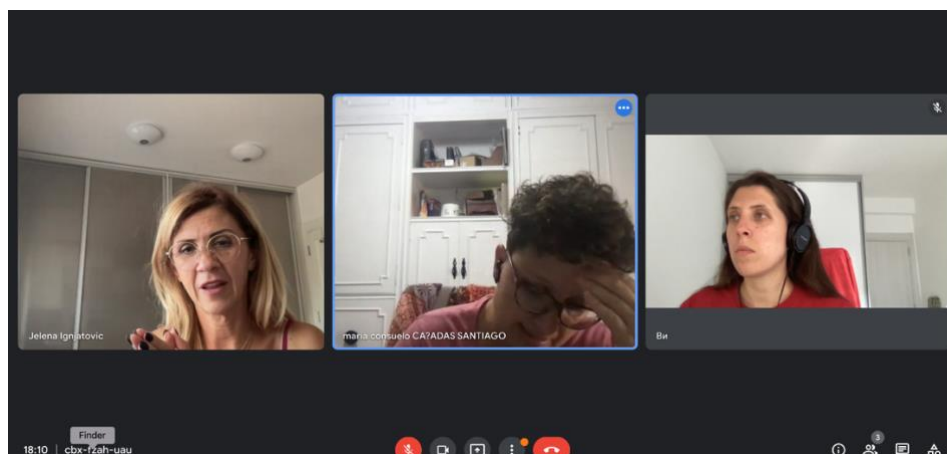 Jelena Ignjatovic
maria consuelo CA?ADAS SANTIAGO
Ви
Finder
3
18:10 | cbx-fzah-uau